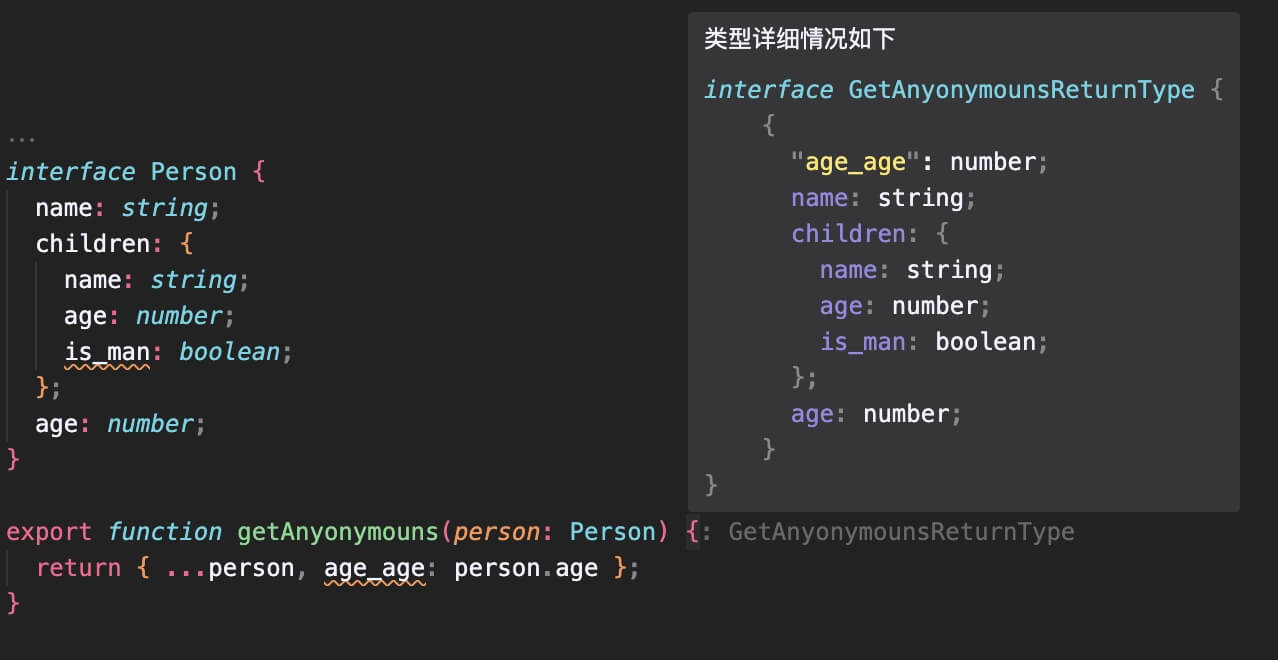 类型详细情况如下
interface GetAnyonymounsReturnType {
{
"age_age": number;
name: string;
children: {
name: string;
age: number;
is_man: boolean;
};
age: number;
}
}
...
interface Person {
name: string;
children: {
name: string;
age: number;
is_man: boolean;
};
age: number;
}
export function getAnyonymouns(person: Person) {: GetAnyonymounsReturnType
return { ...person, age_age: person.age };
}